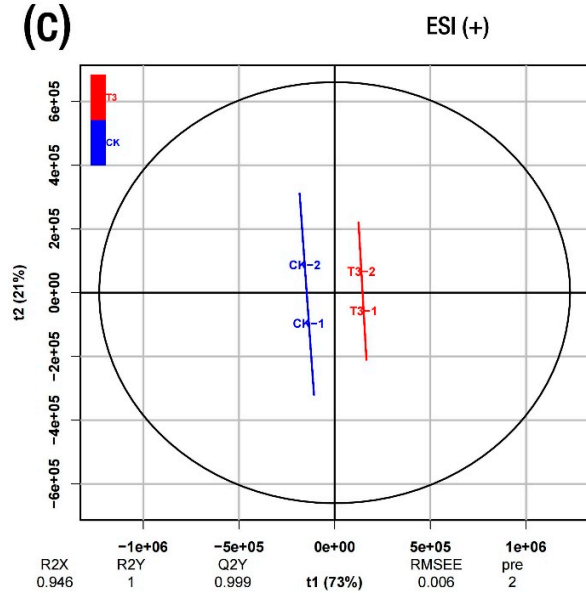 (C)
ESI (+)
T3
CK
t2 (21%)
6e+05
4e+05
2e+05
0e+00
−2e+05
−4e+05
−6e+05
CK−2
T3−2
T3−1
CK−1
−1e+06 −5e+05 0e+00 5e+05 1e+06
R2X R2Y Q2Y RMSEE pre
0.946 1 0.999 t1 (73%) 0.006 2